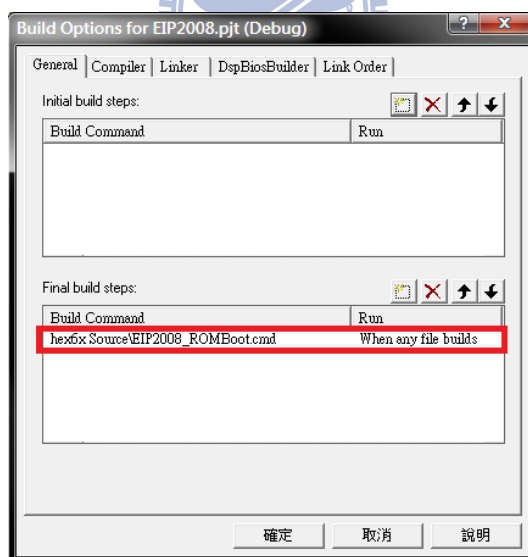 Build Options for EIP2008.pjt (Debug)
General Compiler Linker DspBiosBuilder Link Order
Initial build steps:
Build Command Run
Final build steps:
Build Command Run
hex6x Source\EIP2008_ROMBoot.cmd When any file builds
確定 取消 說明